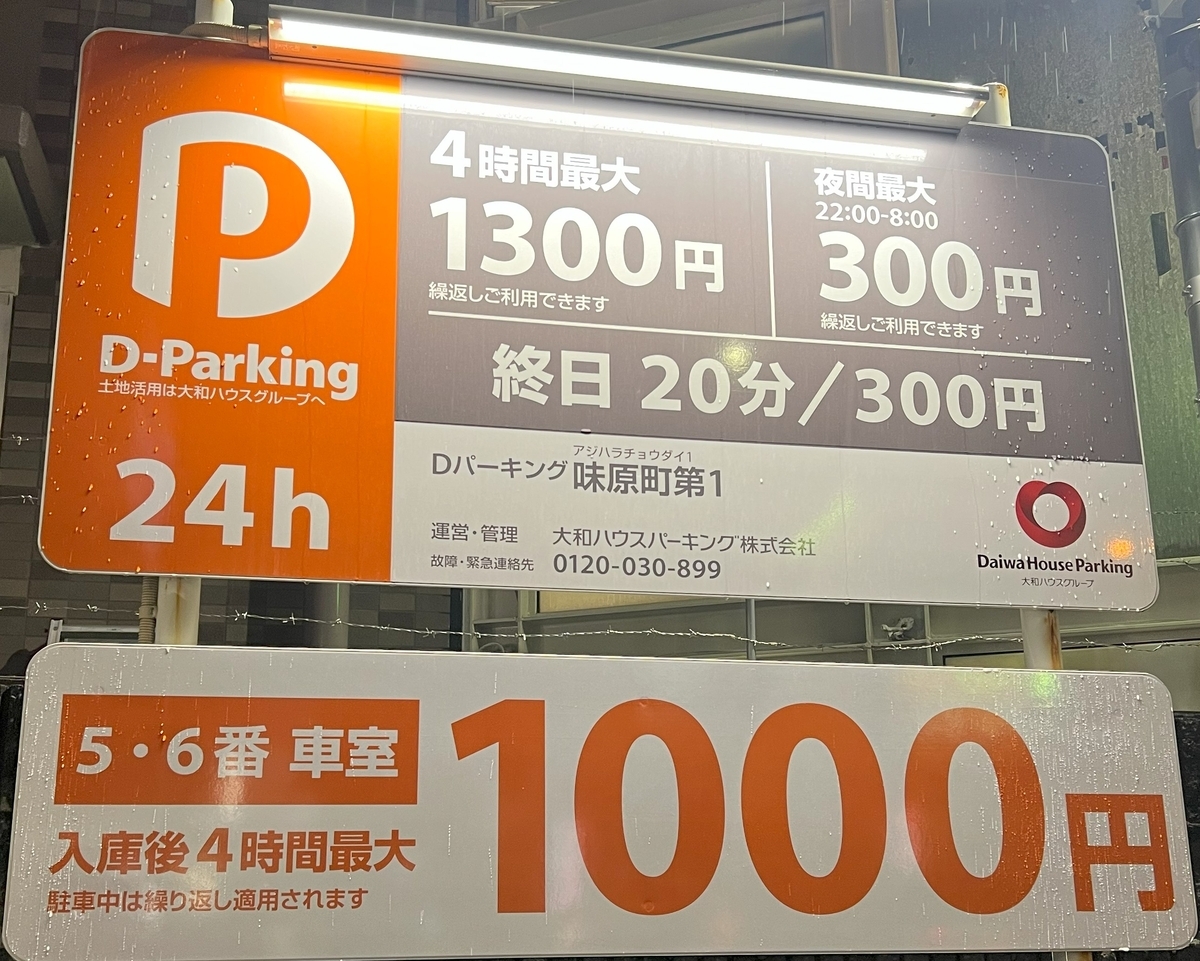 P
D-Parking
土地活用は大和ハウスグループへ
24h
4時間最大
1300円
繰返しご利用できます
夜間最大
22:00-8:00
300円
繰返しご利用できます
終日 20分/300円
アジハラチョウダイ1
Dパーキング 味原町第1
運営・管理 大和ハウスパーキング株式会社
故障・緊急連絡先 0120-030-899
Daiwa House Parking
大和ハウスグループ
5・6番 車室
入庫後4時間最大
駐車中は繰り返し適用されます
1000円